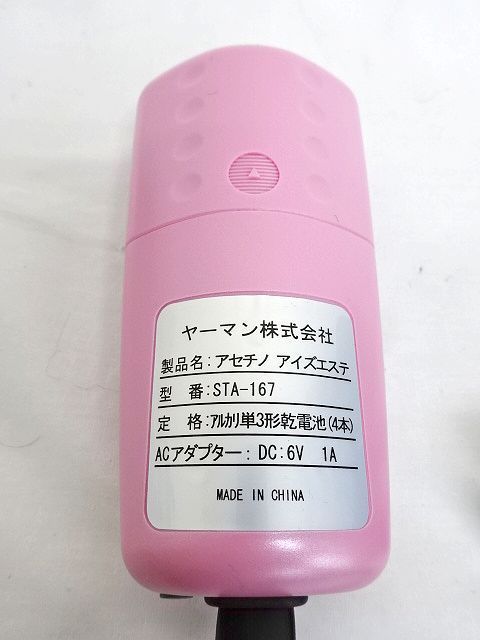 ヤーマン株式会社
製品名：アセチノ アイズエステ
型　番：STA-167
定　格：ｱﾙｶﾘ単3形乾電池(4本)
ACアダプター：DC:6V　1A
MADE IN CHINA